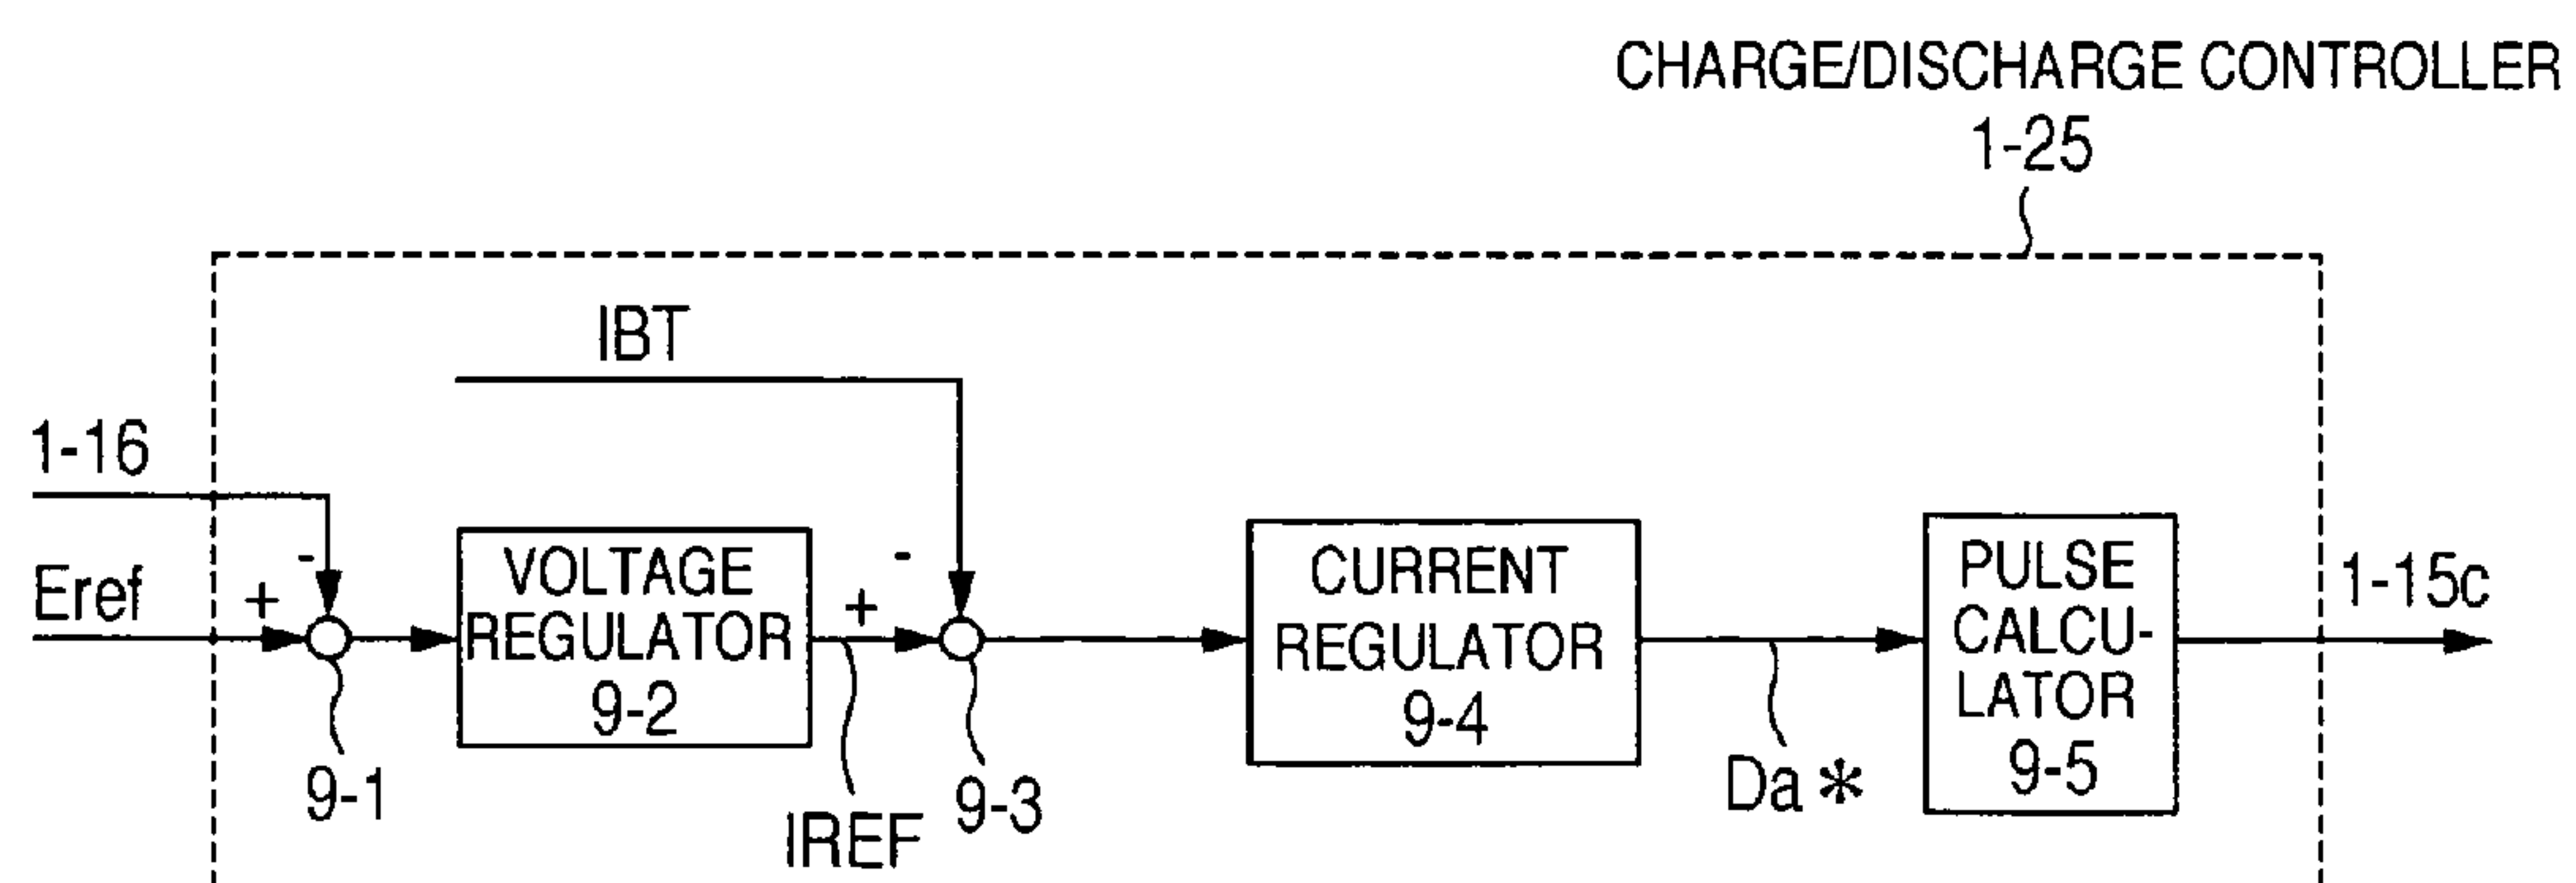 CHARGE/DISCHARGE CONTROLLER
1-25
IBT
1-16
Eref
+
-
VOLTAGE
REGULATOR
9-2
+
-
CURRENT
REGULATOR
9-4
PULSE
CALCU-
LATOR
9-5
1-15c
9-1
IREF
9-3
Da*